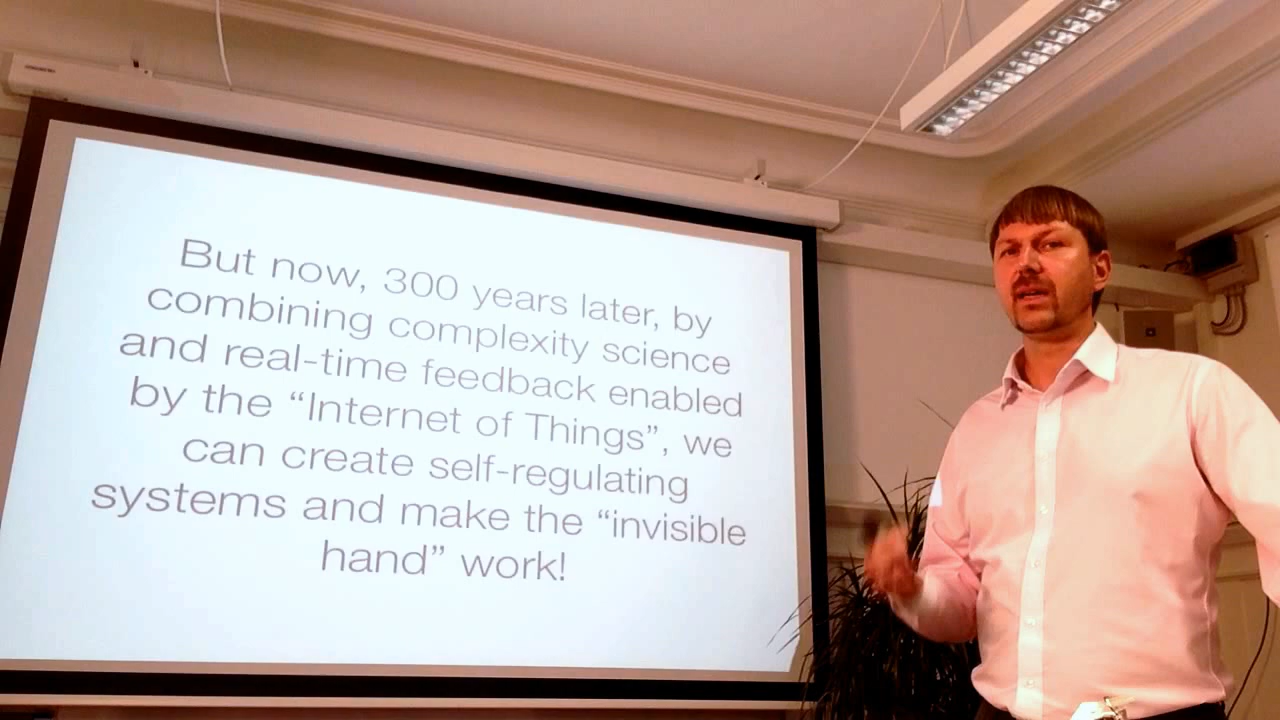 But now, 300 years later, by
combining complexity science
and real-time feedback enabled
by the “Internet of Things”, we
can create self-regulating
systems and make the “invisible
hand” work!